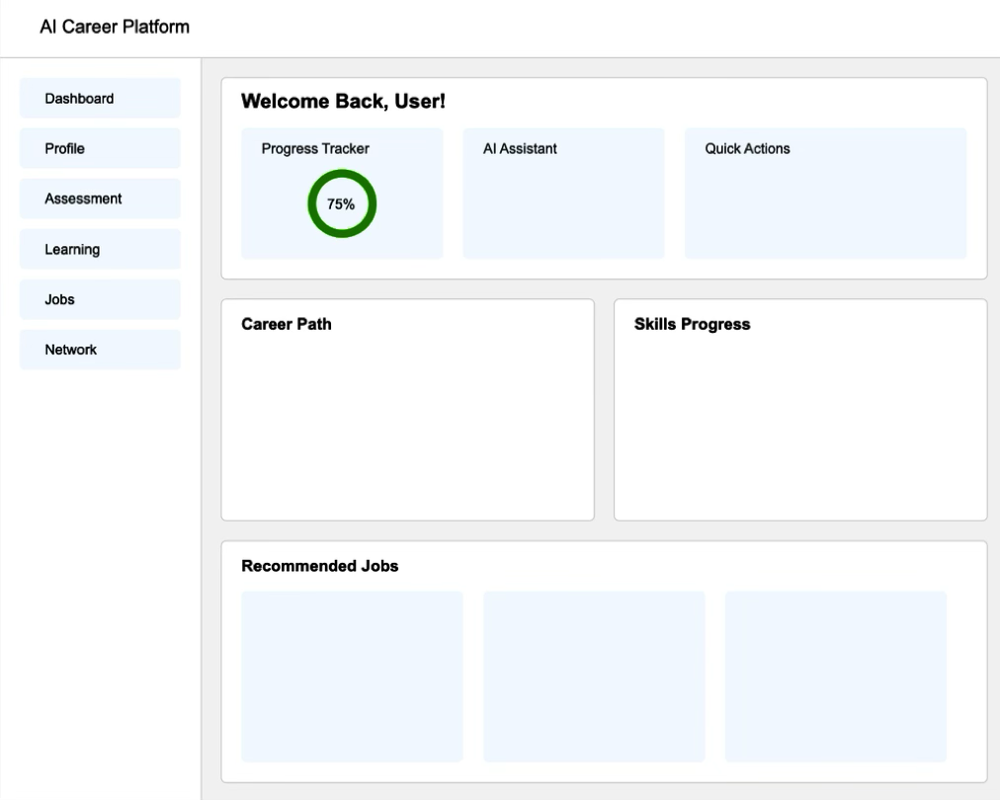 AI Career Platform
Dashboard
Profile
Assessment
Learning
Jobs
Network
Welcome Back, User!
Progress Tracker
75%
AI Assistant
Quick Actions
Career Path
Skills Progress
Recommended Jobs